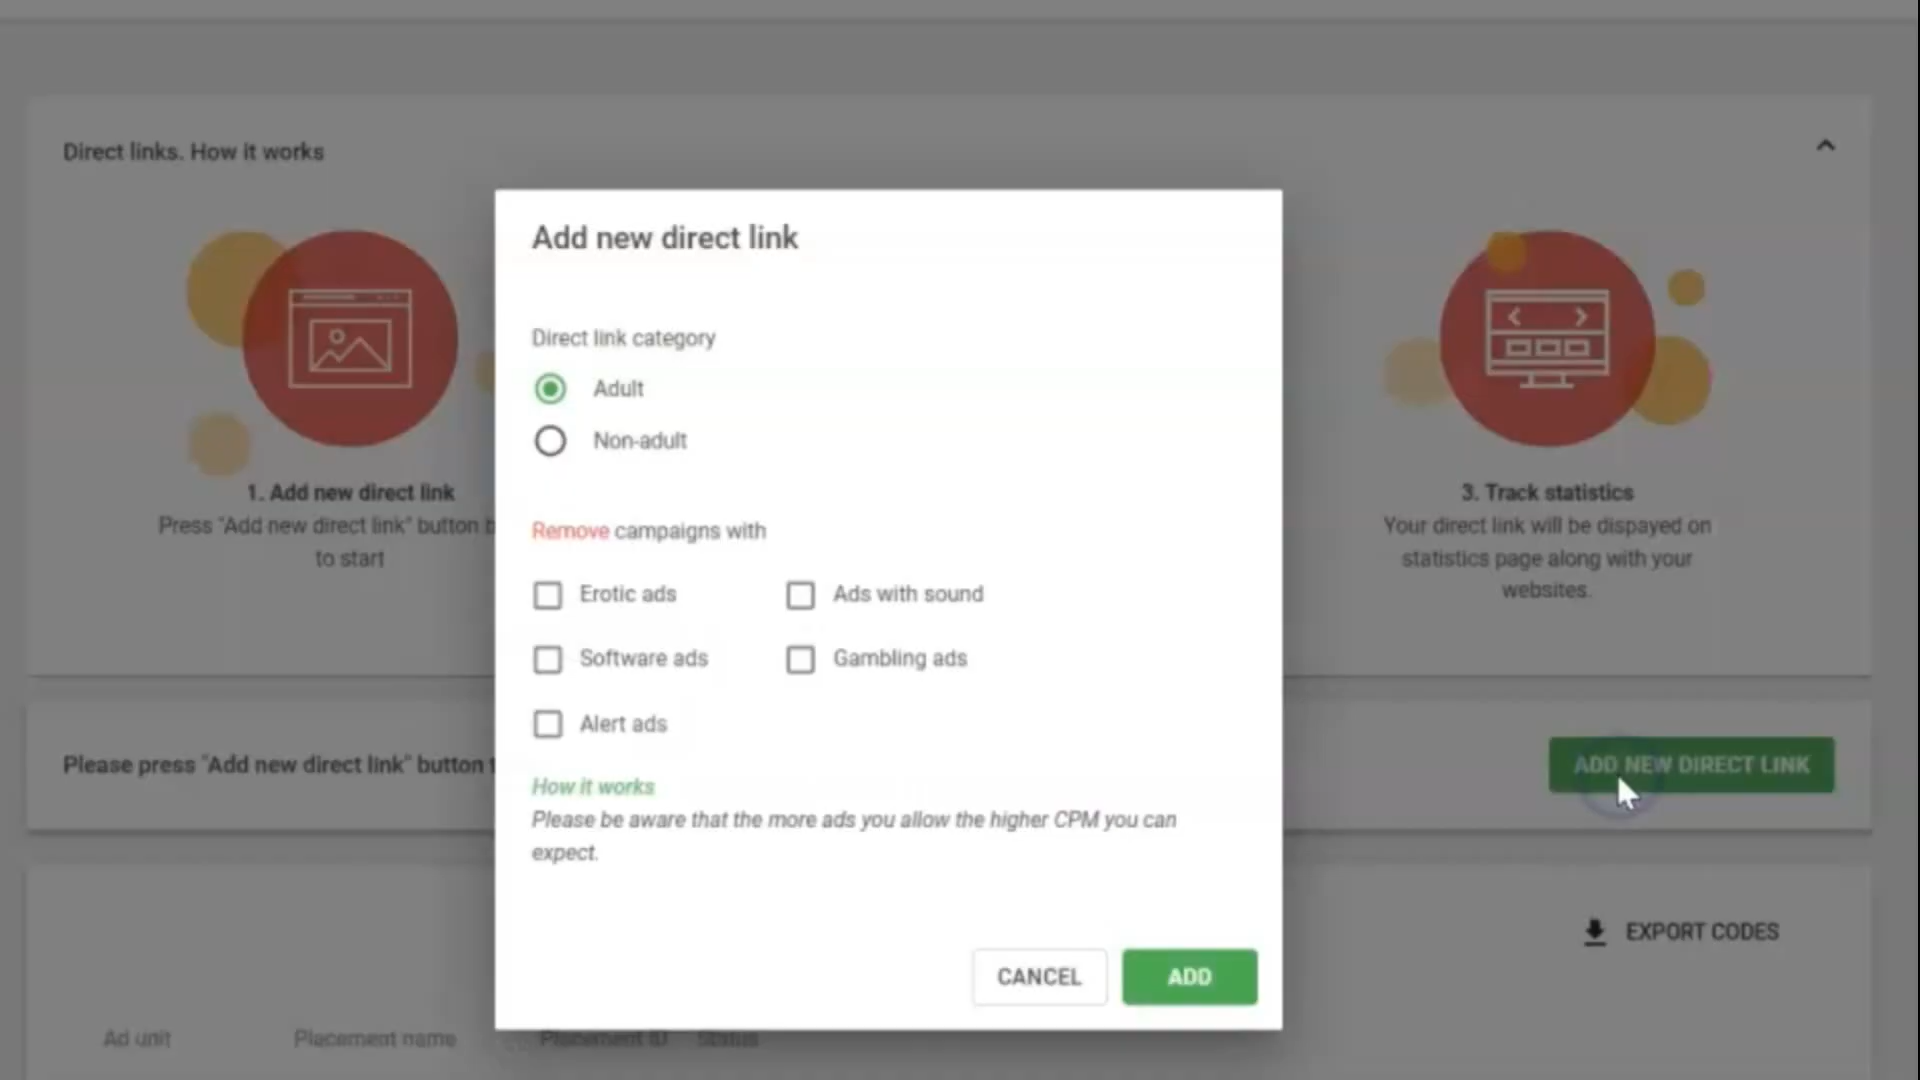 Direct links. How it works
Add new direct link
Direct link category
Adult
Non-adult
1. Add new direct link
Press "Add new direct link" button b
to start
3. Track statistics
Your direct link will be dispayed on
statistics page along with your
websites.
Remove campaigns with
Erotic ads
Ads with sound
Software ads
Gambling ads
Alert ads
How it works
Please be aware that the more ads you allow the higher CPM you can
expect.
Please press "Add new direct link" button t
ADD NEW DIRECT LINK
EXPORT CODES
CANCEL
ADD
Ad unit
Placement name
Placement ID
Status